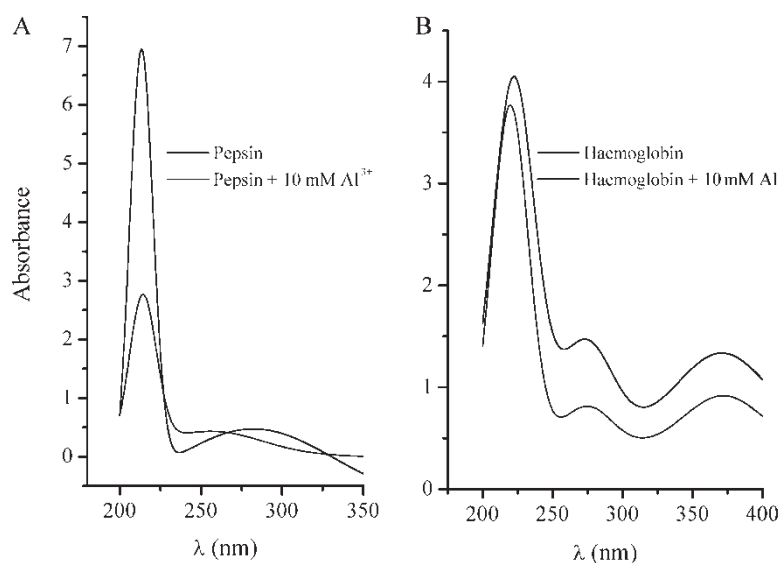 A
7
6
5
4
3
2
1
0
Absorbance
Pepsin
Pepsin + 10 mM Al³⁺
200 250 300 350
λ (nm)
B
4
3
2
1
0
Haemoglobin
Haemoglobin + 10 mM Al
200 250 300 350 400
λ (nm)